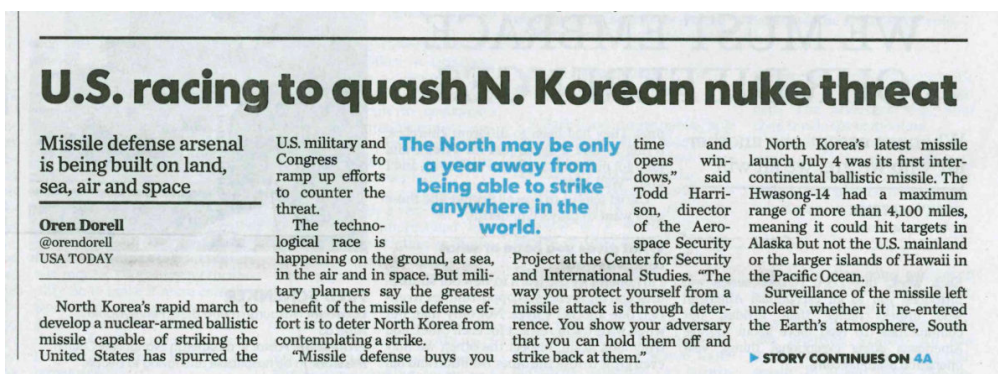 U.S. racing to quash N. Korean nuke threat
Missile defense arsenal
is being built on land,
sea, air and space
Oren Dorell
@orendorell
USA TODAY
North Korea's rapid march to
develop a nuclear-armed ballistic
missile capable of striking the
United States has spurred the
U.S. military and
Congress to
ramp up efforts
to counter the
threat.
The techno-
logical race is
happening on the ground, at sea,
in the air and in space. But mili-
tary planners say the greatest
benefit of the missile defense ef-
fort is to deter North Korea from
contemplating a strike.
"Missile defense buys you
The North may be only
a year away from
being able to strike
anywhere in the
world.
time and
opens win-
dows," said
Todd Harri-
son, director
of the Aero-
space Security
Project at the Center for Security
and International Studies. "The
way you protect yourself from a
missile attack is through deter-
rence. You show your adversary
that you can hold them off and
strike back at them."
North Korea's latest missile
launch July 4 was its first inter-
continental ballistic missile. The
Hwasong-14 had a maximum
range of more than 4,100 miles,
meaning it could hit targets in
Alaska but not the U.S. mainland
or the larger islands of Hawaii in
the Pacific Ocean.
Surveillance of the missile left
unclear whether it re-entered
the Earth's atmosphere, South
▶ STORY CONTINUES ON 4A